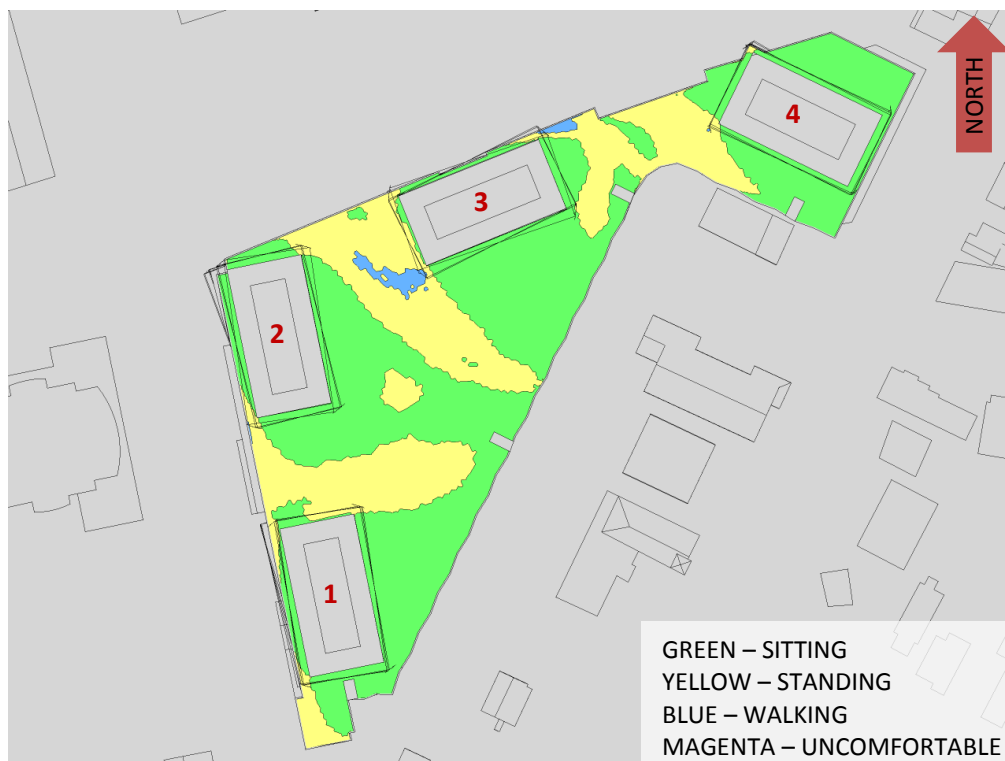 4
NORTH
3
2
1
GREEN – SITTING
YELLOW – STANDING
BLUE – WALKING
MAGENTA – UNCOMFORTABLE